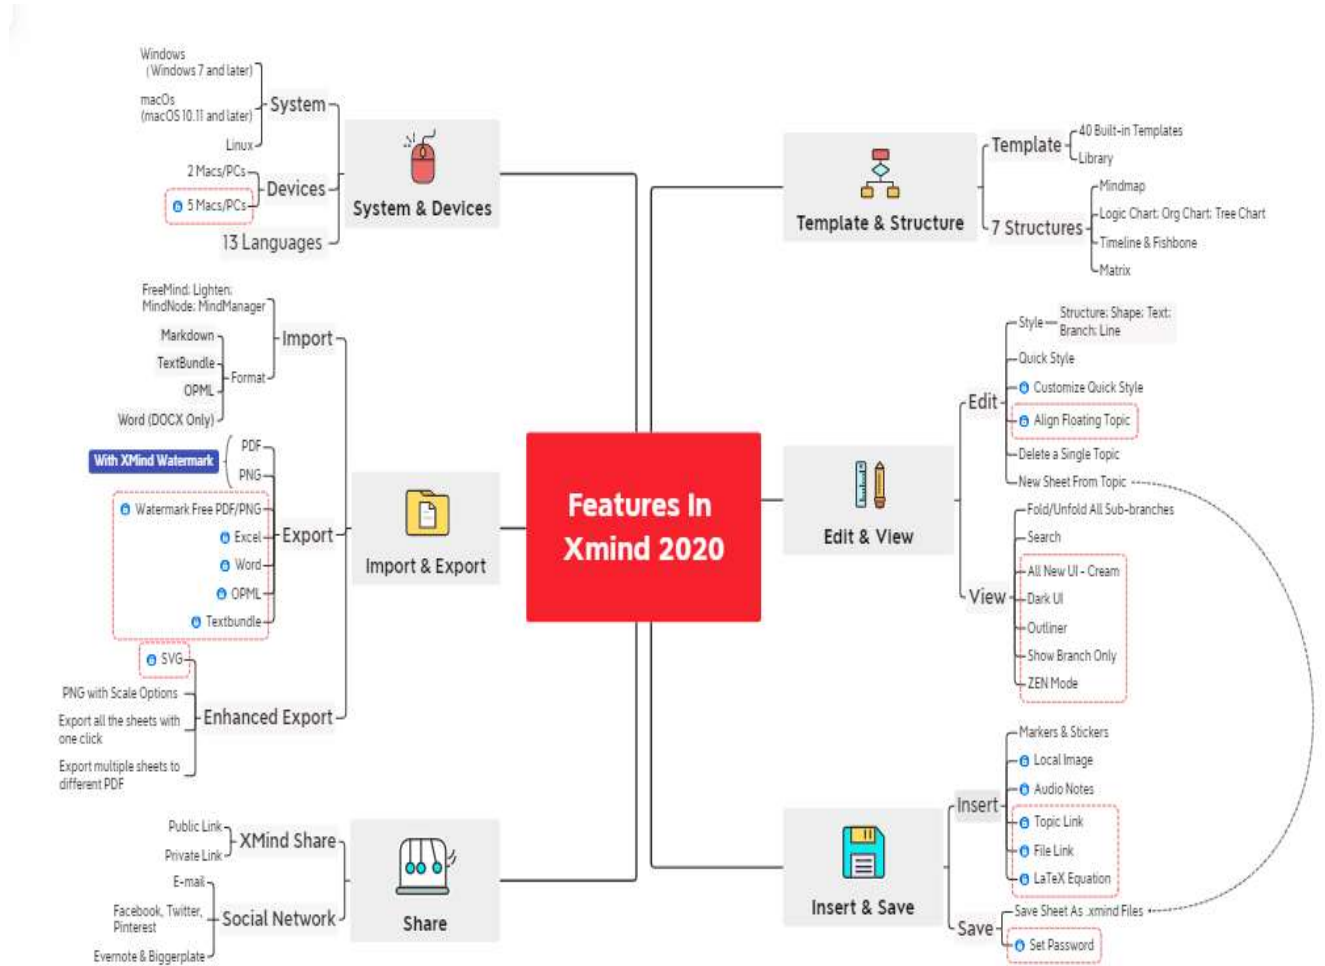 Features In
Xmind 2020
System & Devices
System
Windows
(Windows 7 and later)
macOs
(macOS 10.11 and later)
Linux
Devices
2 Macs/PCs
5 Macs/PCs
13 Languages
Import & Export
Import
FreeMind; Lighten;
MindNode; MindManager
Format
Markdown
TextBundle
OPML
Word (DOCX Only)
Export
PDF
PNG
With XMind Watermark
Watermark Free PDF/PNG
Excel
Word
OPML
Textbundle
Enhanced Export
SVG
PNG with Scale Options
Export all the sheets with
one click
Export multiple sheets to
different PDF
Share
XMind Share
Public Link
Private Link
Social Network
E-mail
Facebook, Twitter,
Pinterest
Evernote & Biggerplate
Template & Structure
Template
40 Built-in Templates
Library
7 Structures
Mindmap
Logic Chart; Org Chart; Tree Chart
Timeline & Fishbone
Matrix
Edit & View
Edit
Style
Structure; Shape; Text;
Branch; Line
Quick Style
Customize Quick Style
Align Floating Topic
Delete a Single Topic
New Sheet From Topic
View
Fold/Unfold All Sub-branches
Search
All New UI - Cream
Dark UI
Outliner
Show Branch Only
ZEN Mode
Insert & Save
Insert
Markers & Stickers
Local Image
Audio Notes
Topic Link
File Link
LaTeX Equation
Save
Save Sheet As .xmind Files
Set Password